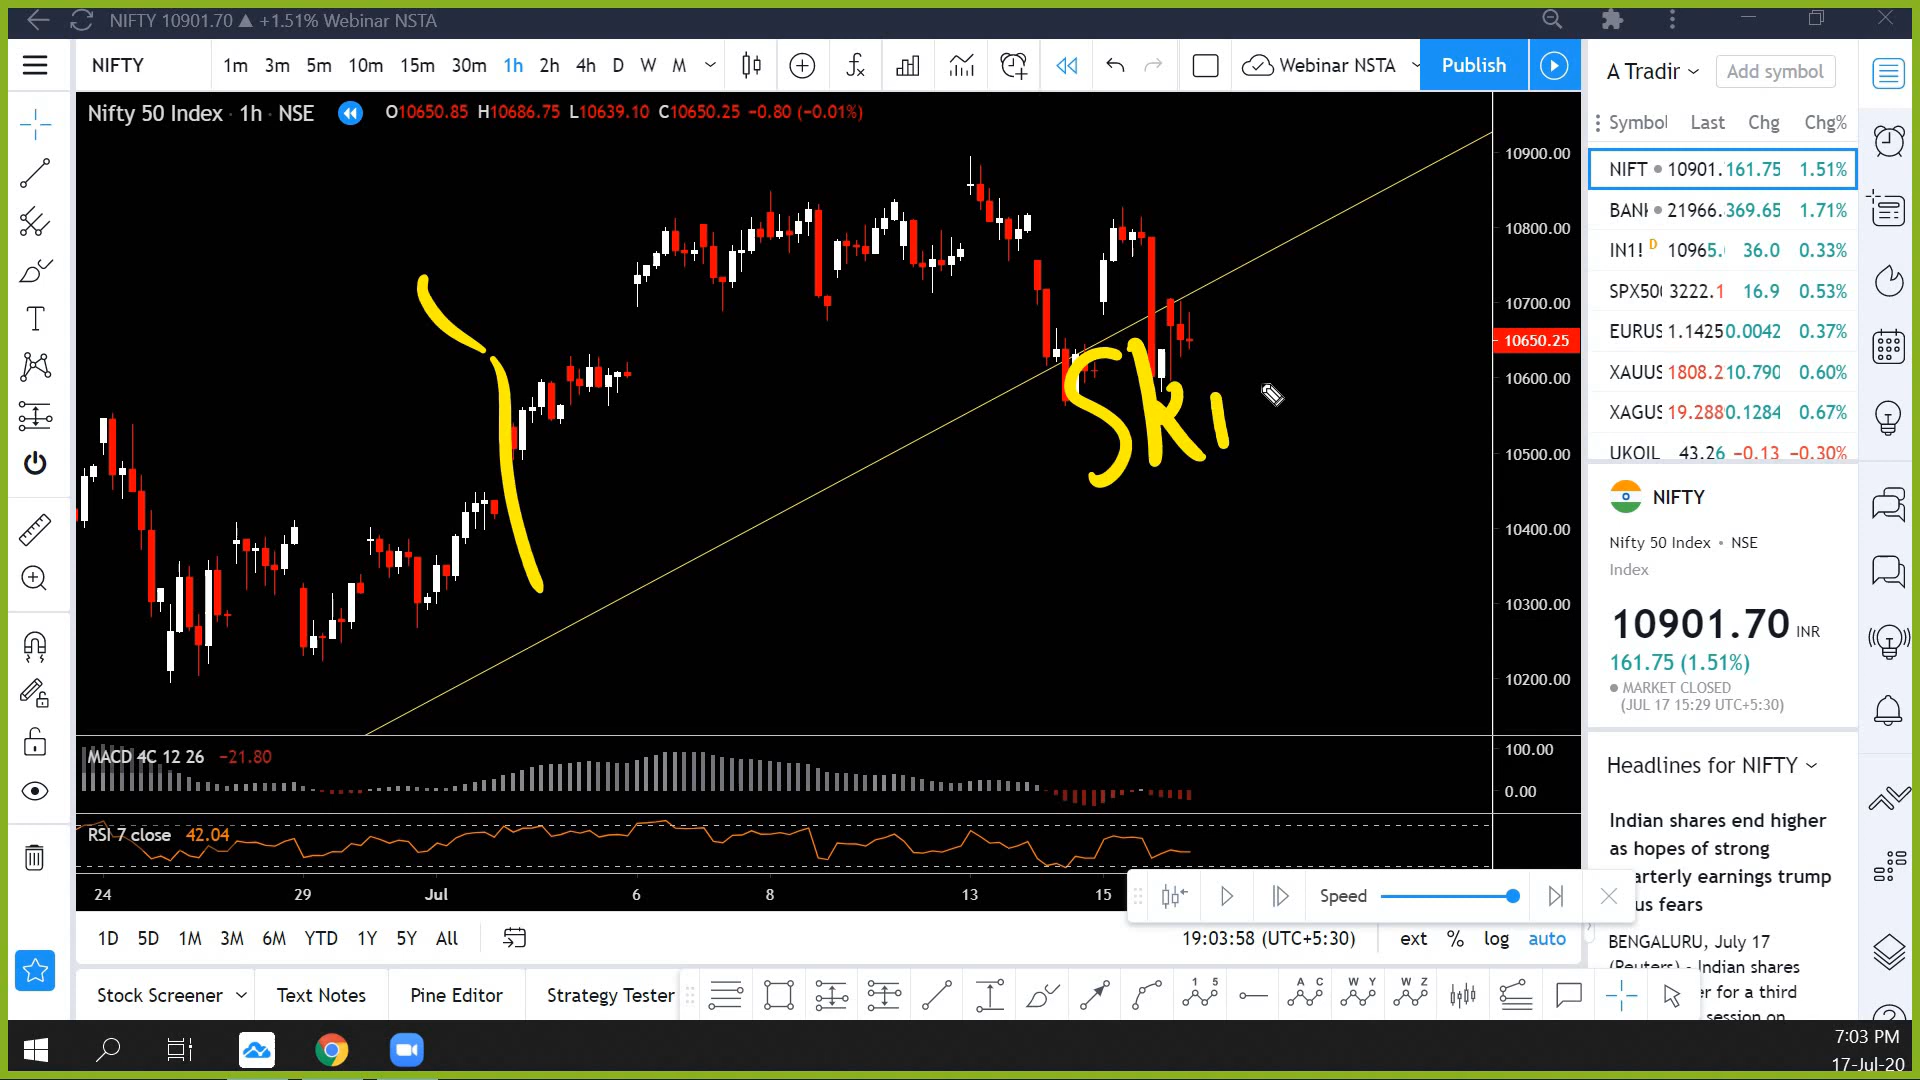 NIFTY 10901.70 ▲ +1.51% Webinar NSTA
NIFTY 1m 3m 5m 10m 15m 30m 1h 2h 4h D W M Webinar NSTA Publish
A Tradir Add symbol
Nifty 50 Index · 1h · NSE O10650.85 H10686.75 L10639.10 C10650.25 −0.80 (−0.01%)
Symbol Last Chg Chg%
NIFT 10901. 161.75 1.51%
BANK 21966. 369.65 1.71%
IN1! D 10965. 36.0 0.33%
SPX500 3222.1 16.9 0.53%
EURUS 1.1425 0.0042 0.37%
XAUUS 1808.2 10.790 0.60%
XAGUS 19.288 0.1284 0.67%
UKOIL 43.26 −0.13 −0.30%
10900.00
10800.00
10700.00
10650.25
10600.00
10500.00
10400.00
10300.00
10200.00
Ski
NIFTY
Nifty 50 Index • NSE
Index
10901.70 INR
161.75 (1.51%)
MARKET CLOSED
(JUL 17 15:29 UTC+5:30)
MACD 4C 12 26 −21.80
100.00
0.00
RSI 7 close 42.04
24 29 Jul 6 8 13 15
Speed
Headlines for NIFTY
Indian shares end higher
as hopes of strong
arterly earnings trump
us fears
BENGALURU, July 17
(Reuters) - Indian shares
er for a third
session on
1D 5D 1M 3M 6M YTD 1Y 5Y All
19:03:58 (UTC+5:30) ext % log auto
Stock Screener Text Notes Pine Editor Strategy Tester
1 5 A C W Y W Z
7:03 PM
17-Jul-20